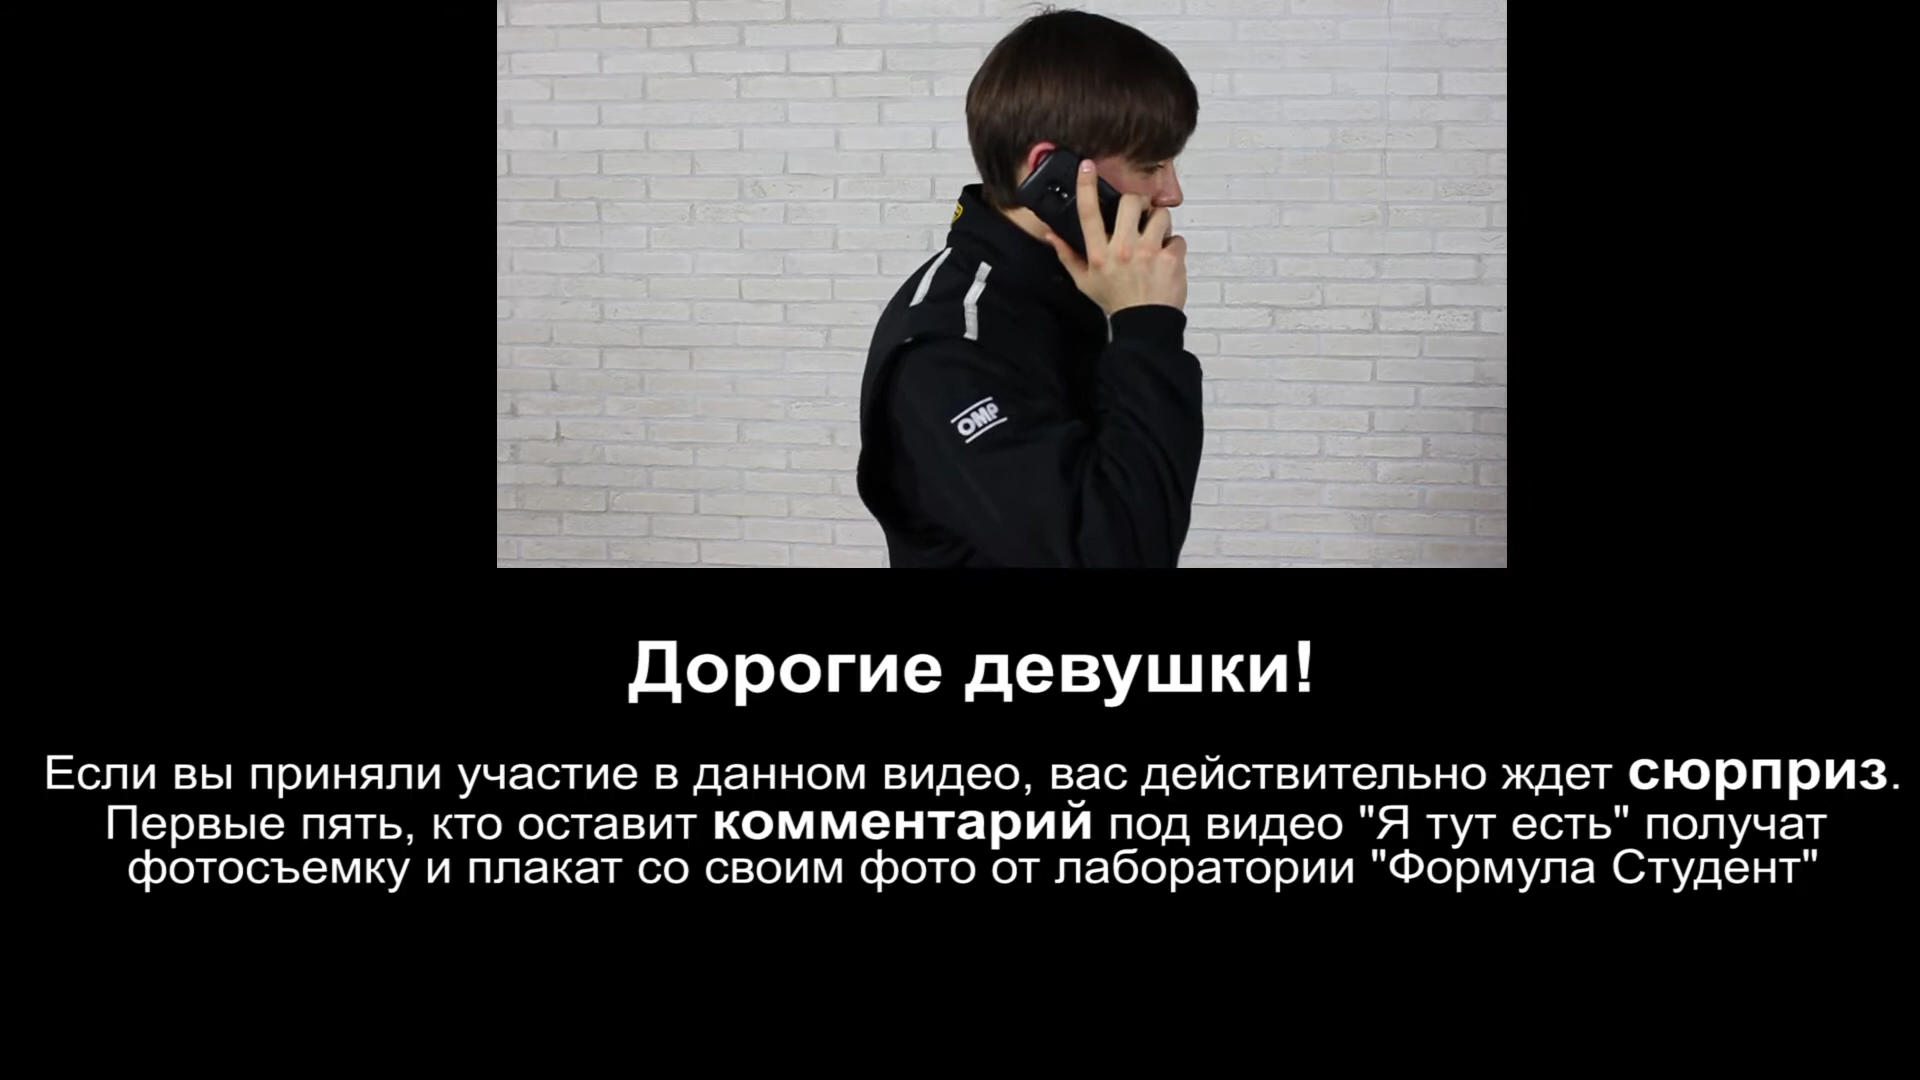 OMP
Дорогие девушки!
Если вы приняли участие в данном видео, вас действительно ждет сюрприз.
Первые пять, кто оставит комментарий под видео "Я тут есть" получат
фотосъемку и плакат со своим фото от лаборатории "Формула Студент"